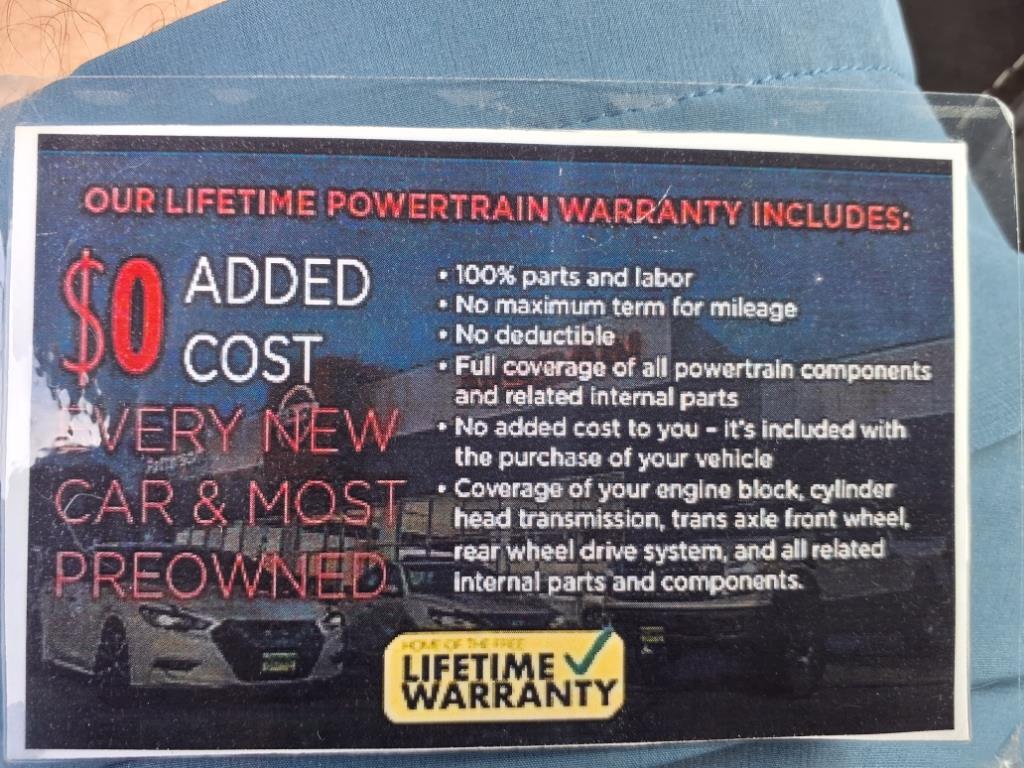 OUR LIFETIME POWERTRAIN WARRANTY INCLUDES:
$0 ADDED
COST
EVERY NEW
CAR & MOST
PREOWNED
• 100% parts and labor
• No maximum term for mileage
• No deductible
• Full coverage of all powertrain components
and related internal parts
• No added cost to you – it's included with
the purchase of your vehicle
• Coverage of your engine block, cylinder
head transmission, trans axle front wheel,
rear wheel drive system, and all related
internal parts and components.
HOME OF THE FREE
LIFETIME
WARRANTY